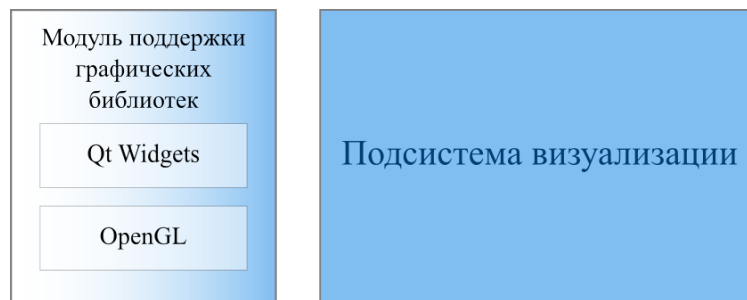 Модуль поддержки
графических
библиотек
Qt Widgets
OpenGL
Подсистема визуализации